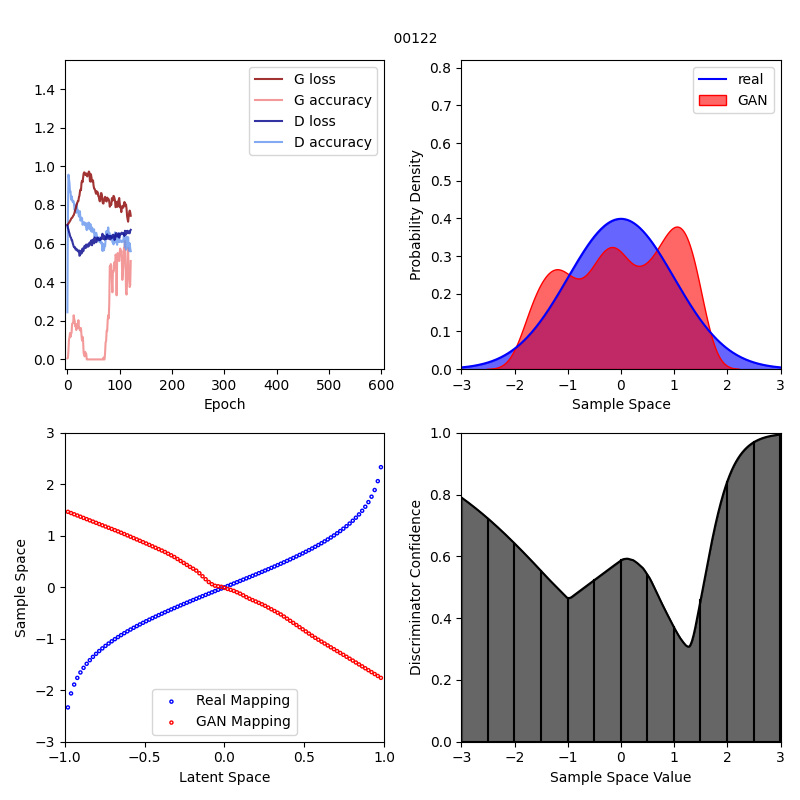 00122
G loss
G accuracy
D loss
D accuracy
1.4
1.2
1.0
0.8
0.6
0.4
0.2
0.0
0 100 200 300 400 500 600
Epoch
real
GAN
0.8
0.7
0.6
0.5
0.4
0.3
0.2
0.1
0.0
Probability Density
−3 −2 −1 0 1 2 3
Sample Space
3
2
1
0
−1
−2
−3
Sample Space
Real Mapping
GAN Mapping
−1.0 −0.5 0.0 0.5 1.0
Latent Space
1.0
0.8
0.6
0.4
0.2
0.0
Discriminator Confidence
−3 −2 −1 0 1 2 3
Sample Space Value